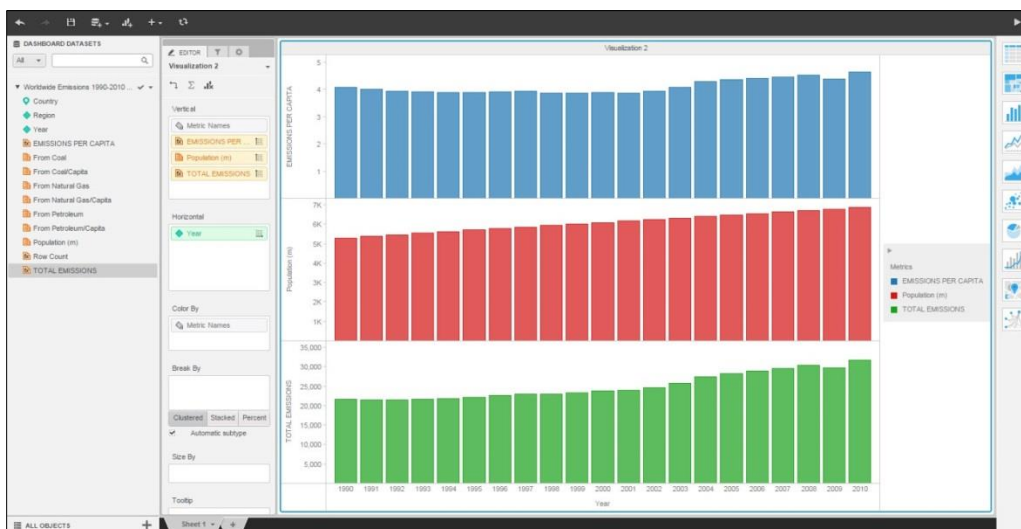 DASHBOARD DATASETS
All
Worldwide Emissions 1990-2010 ...
Country
Region
Year
EMISSIONS PER CAPITA
From Coal
From Coal/Capita
From Natural Gas
From Natural Gas/Capita
From Petroleum
From Petroleum/Capita
Population (m)
Row Count
TOTAL EMISSIONS
ALL OBJECTS
EDITOR
Visualization 2
Vertical
Metric Names
EMISSIONS PER ...
Population (m)
TOTAL EMISSIONS
Horizontal
Year
Color By
Metric Names
Break By
Clustered Stacked Percent
Automatic subtype
Size By
Tooltip
Sheet 1
Visualization 2
EMISSIONS PER CAPITA
5
4
3
2
1
Population (m)
7K
6K
5K
4K
3K
2K
1K
TOTAL EMISSIONS
35,000
30,000
25,000
20,000
15,000
10,000
5,000
1990 1991 1992 1993 1994 1995 1996 1997 1998 1999 2000 2001 2002 2003 2004 2005 2006 2007 2008 2009 2010
Year
Metrics
EMISSIONS PER CAPITA
Population (m)
TOTAL EMISSIONS